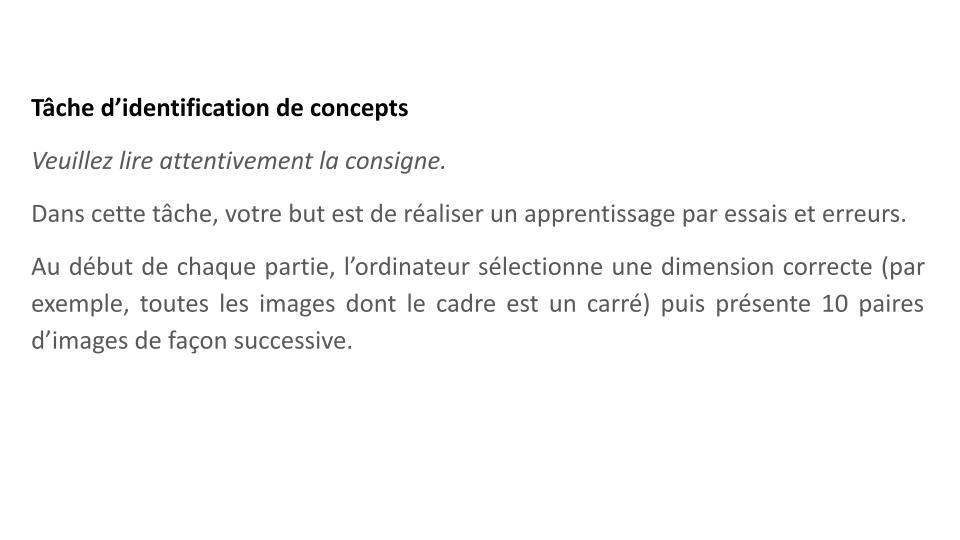 Tâche d’identification de concepts
Veuillez lire attentivement la consigne.
Dans cette tâche, votre but est de réaliser un apprentissage par essais et erreurs.
Au début de chaque partie, l’ordinateur sélectionne une dimension correcte (par
exemple, toutes les images dont le cadre est un carré) puis présente 10 paires
d’images de façon successive.